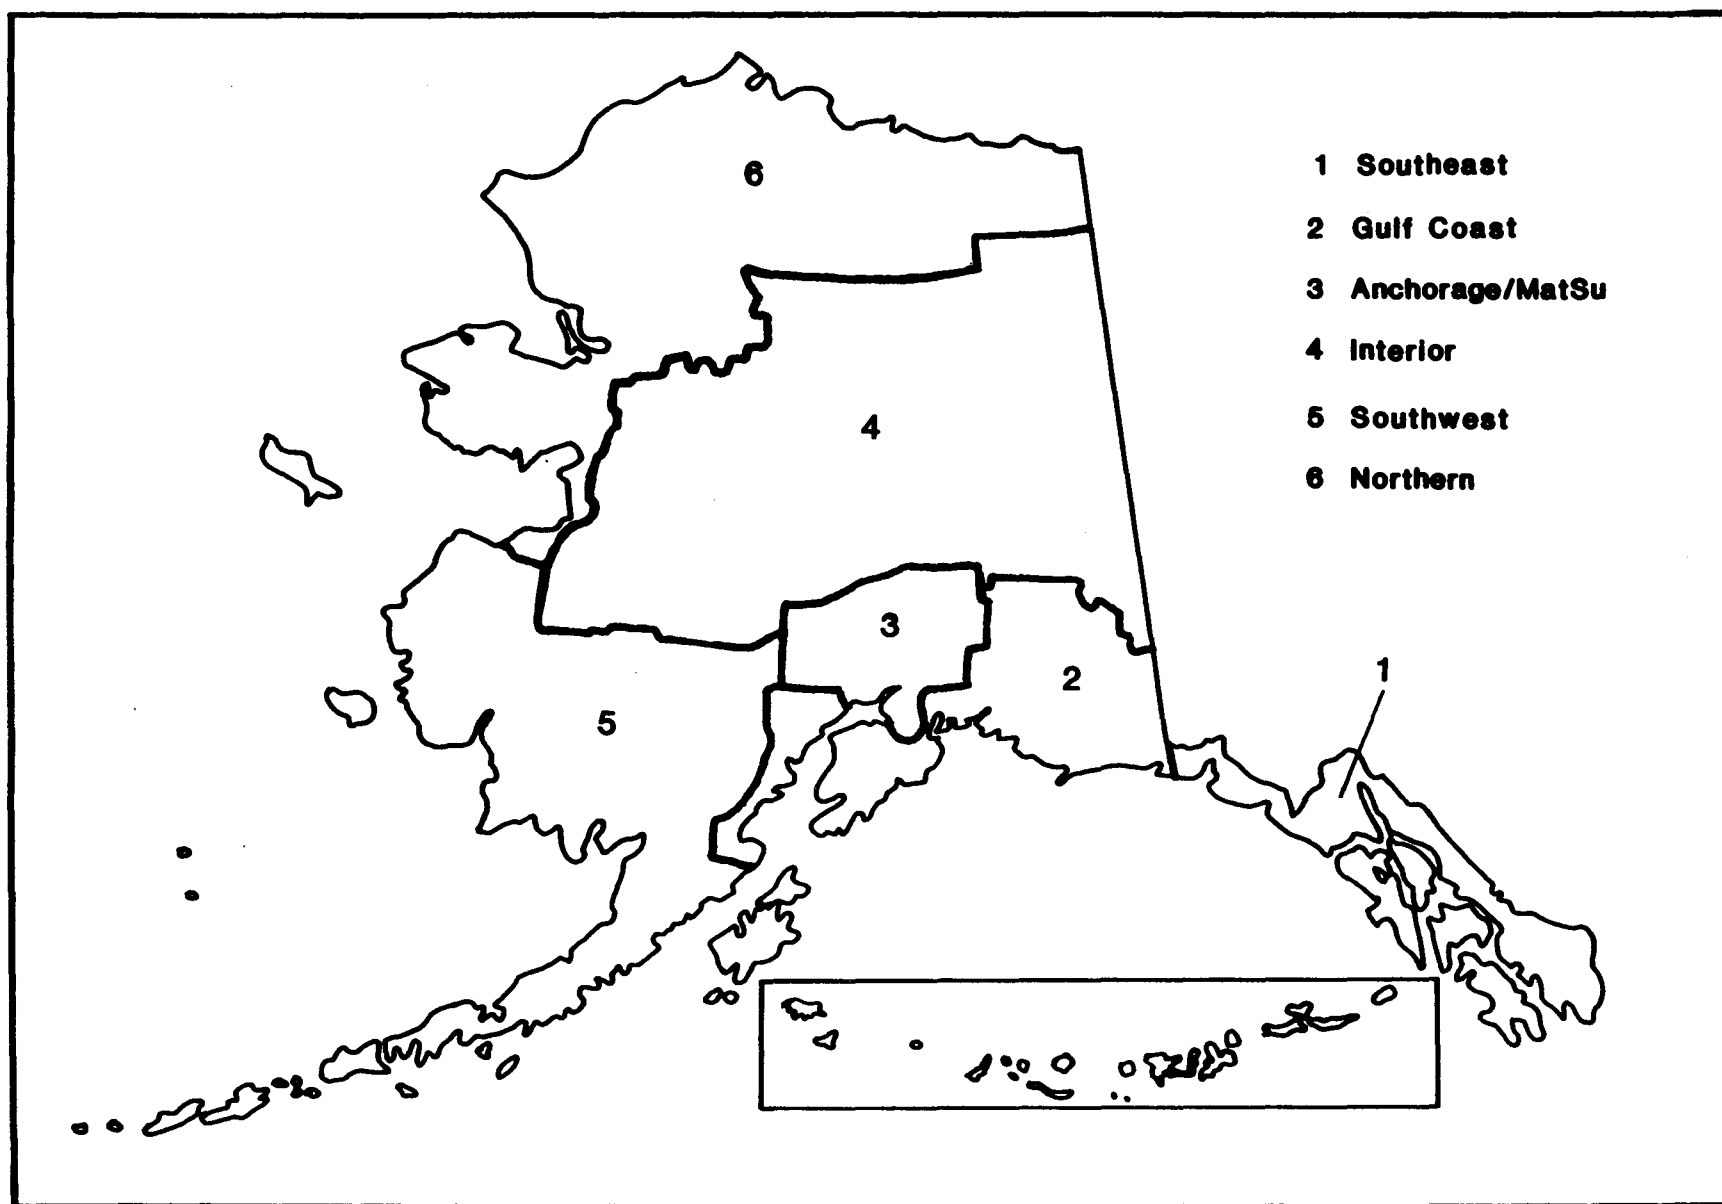 6
1 Southeast
2 Gulf Coast
3 Anchorage/MatSu
4 Interior
5 Southwest
6 Northern
4
3
2
1
5